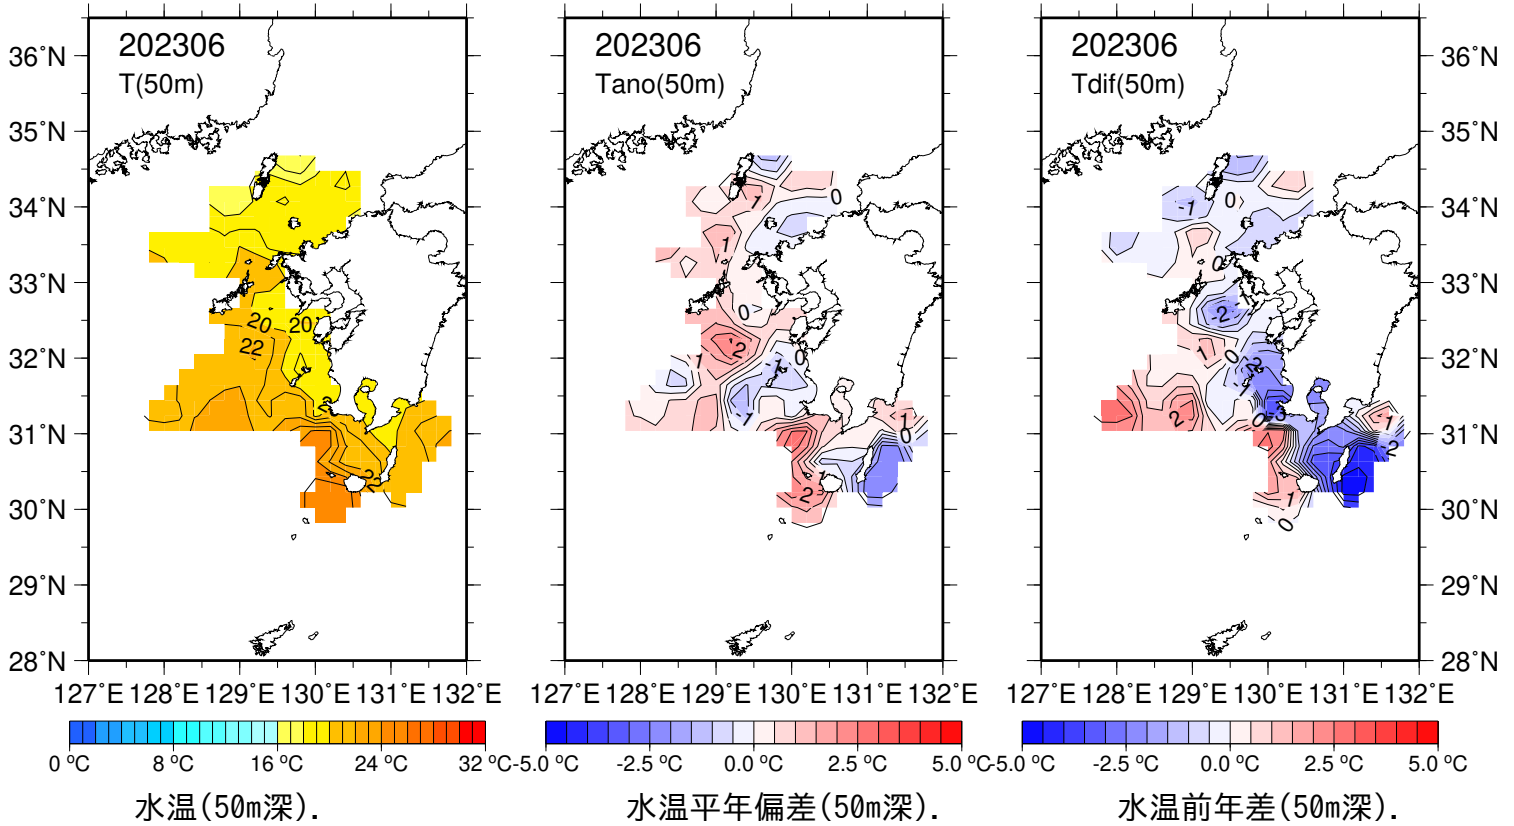 202306
T(50m)
202306
Tano(50m)
202306
Tdif(50m)
36°N
35°N
34°N
33°N
32°N
31°N
30°N
29°N
28°N
36°N
35°N
34°N
33°N
32°N
31°N
30°N
29°N
28°N
20
20
22
1
0
1
0
2
-1
0
-1
1
0
2
-1
0
0
-2
1
0
-1
2
-3
-1
-2
1
0
127°E 128°E 129°E 130°E 131°E 132°E
127°E 128°E 129°E 130°E 131°E 132°E
127°E 128°E 129°E 130°E 131°E 132°E
0 °C 8 °C 16 °C 24 °C 32 °C
-5.0 °C -2.5 °C 0.0 °C 2.5 °C 5.0 °C
-5.0 °C -2.5 °C 0.0 °C 2.5 °C 5.0 °C
水温(50m深).
水温平年偏差(50m深).
水温前年差(50m深).